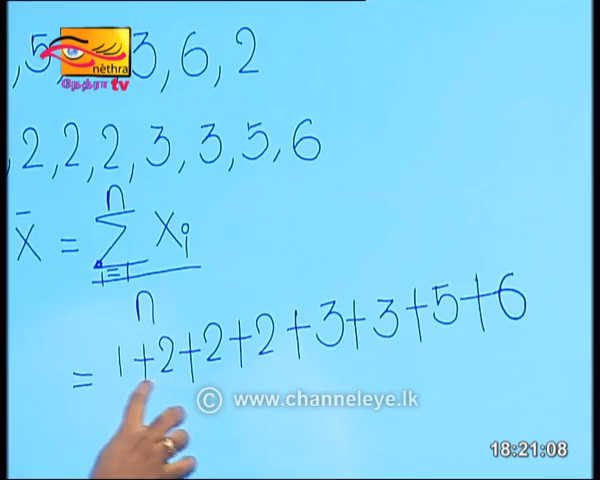 , 5, 3, 6, 2
nèthra
நேத்ரா tv
, 2, 2, 2, 3, 3, 5, 6
n
X̄ = Σ Xi
i=1
n
= 1+2+2+2+3+3+5+6
© www.channeleye.lk
18:21:08